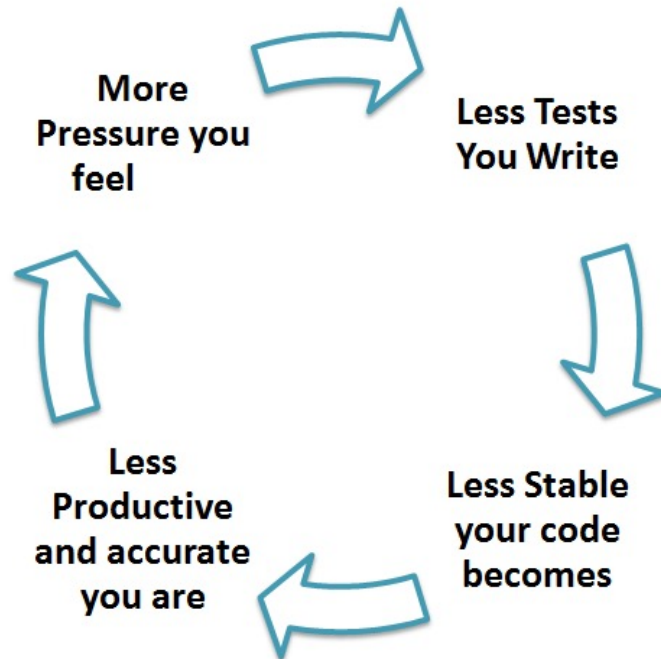 More
Pressure you
feel
Less Tests
You Write
Less Stable
your code
becomes
Less
Productive
and accurate
you are